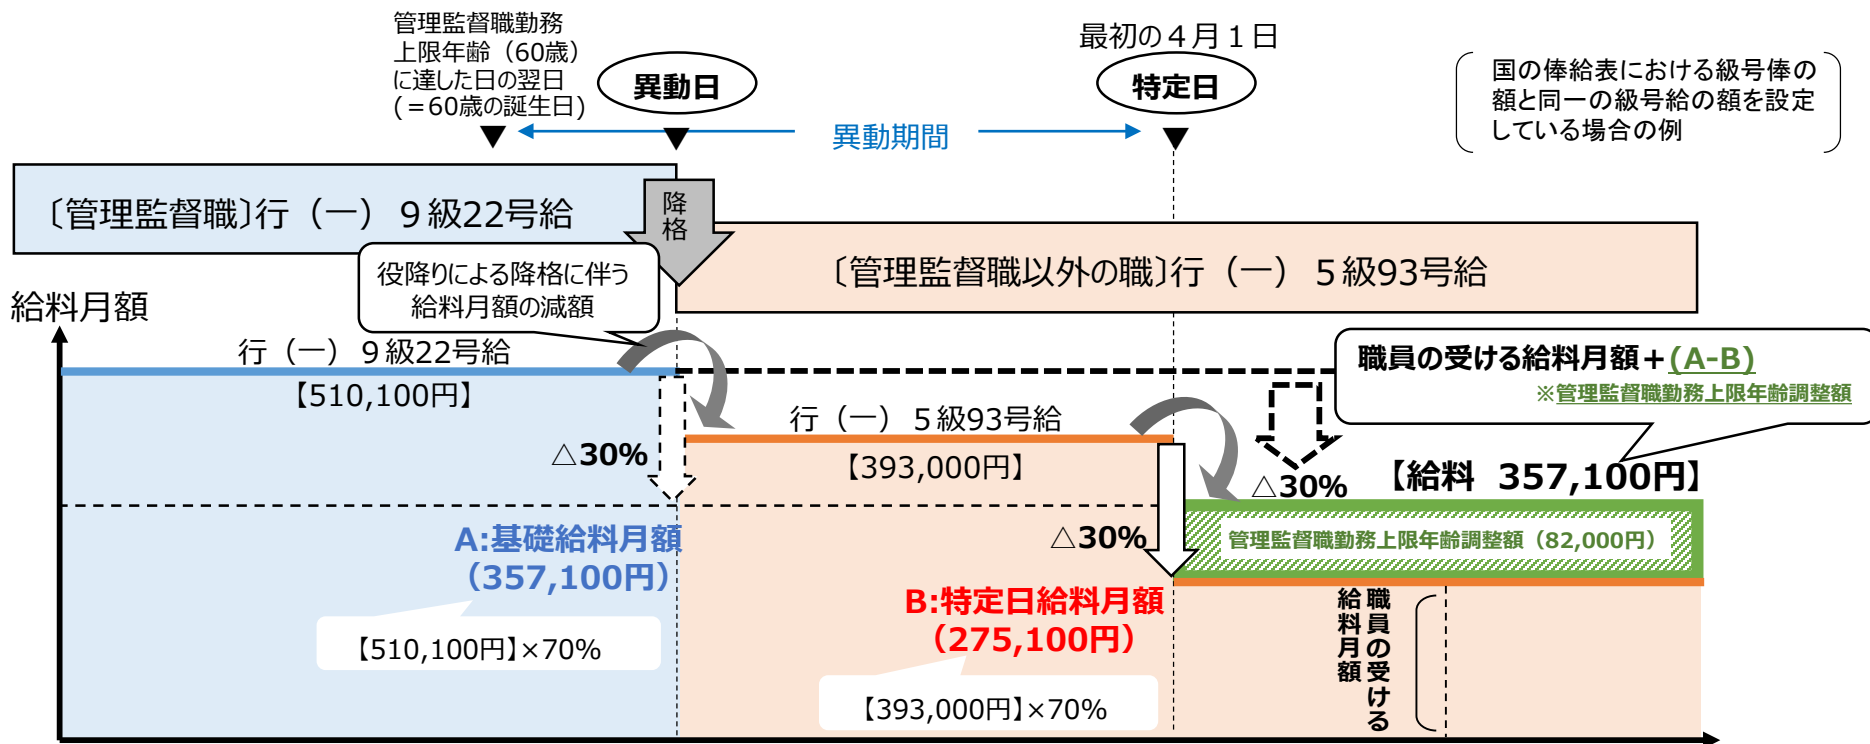 管理監督職勤務
上限年齢（60歳）
に達した日の翌日
(＝60歳の誕生日)
異動日
最初の４月１日
特定日
異動期間
国の俸給表における級号俸の
額と同一の級号給の額を設定
している場合の例
〔管理監督職〕行（一）９級22号給
降格
〔管理監督職以外の職〕行（一）５級93号給
役降りによる降格に伴う
給料月額の減額
給料月額
行（一）９級22号給
【510,100円】
△30%
行（一）５級93号給
【393,000円】
職員の受ける給料月額＋(A-B)
※管理監督職勤務上限年齢調整額
△30%
【給料 357,100円】
A:基礎給料月額
（357,100円）
△30%
管理監督職勤務上限年齢調整額（82,000円）
B:特定日給料月額
（275,100円）
職員の受ける
給料月額
【510,100円】×70%
【393,000円】×70%